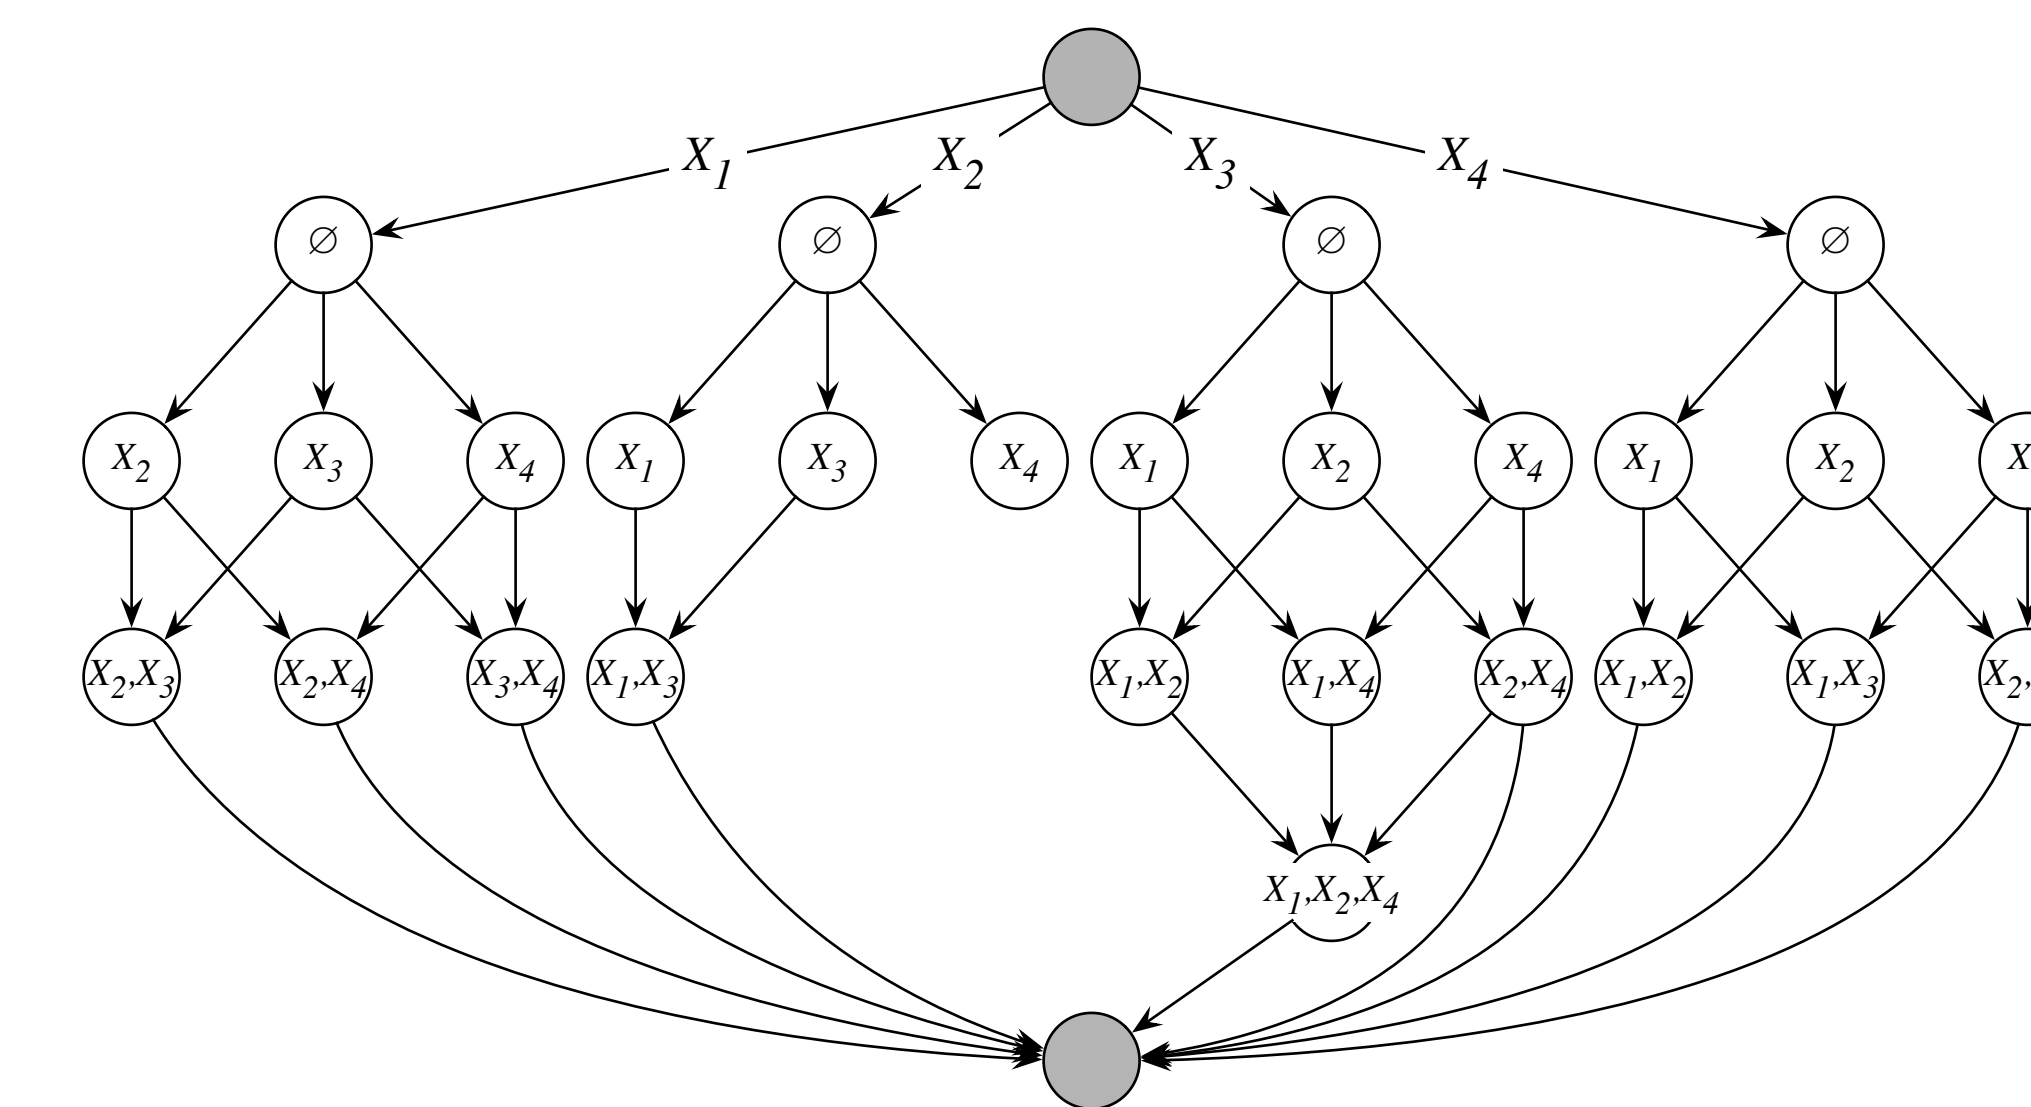 X1 X2 X3 X4
∅ ∅ ∅ ∅
X2 X3 X4 X1 X3 X4 X1 X2 X4 X1 X2 X
X2,X3 X2,X4 X3,X4 X1,X3 X1,X2 X1,X4 X2,X4 X1,X2 X1,X3 X2,
X1,X2,X4